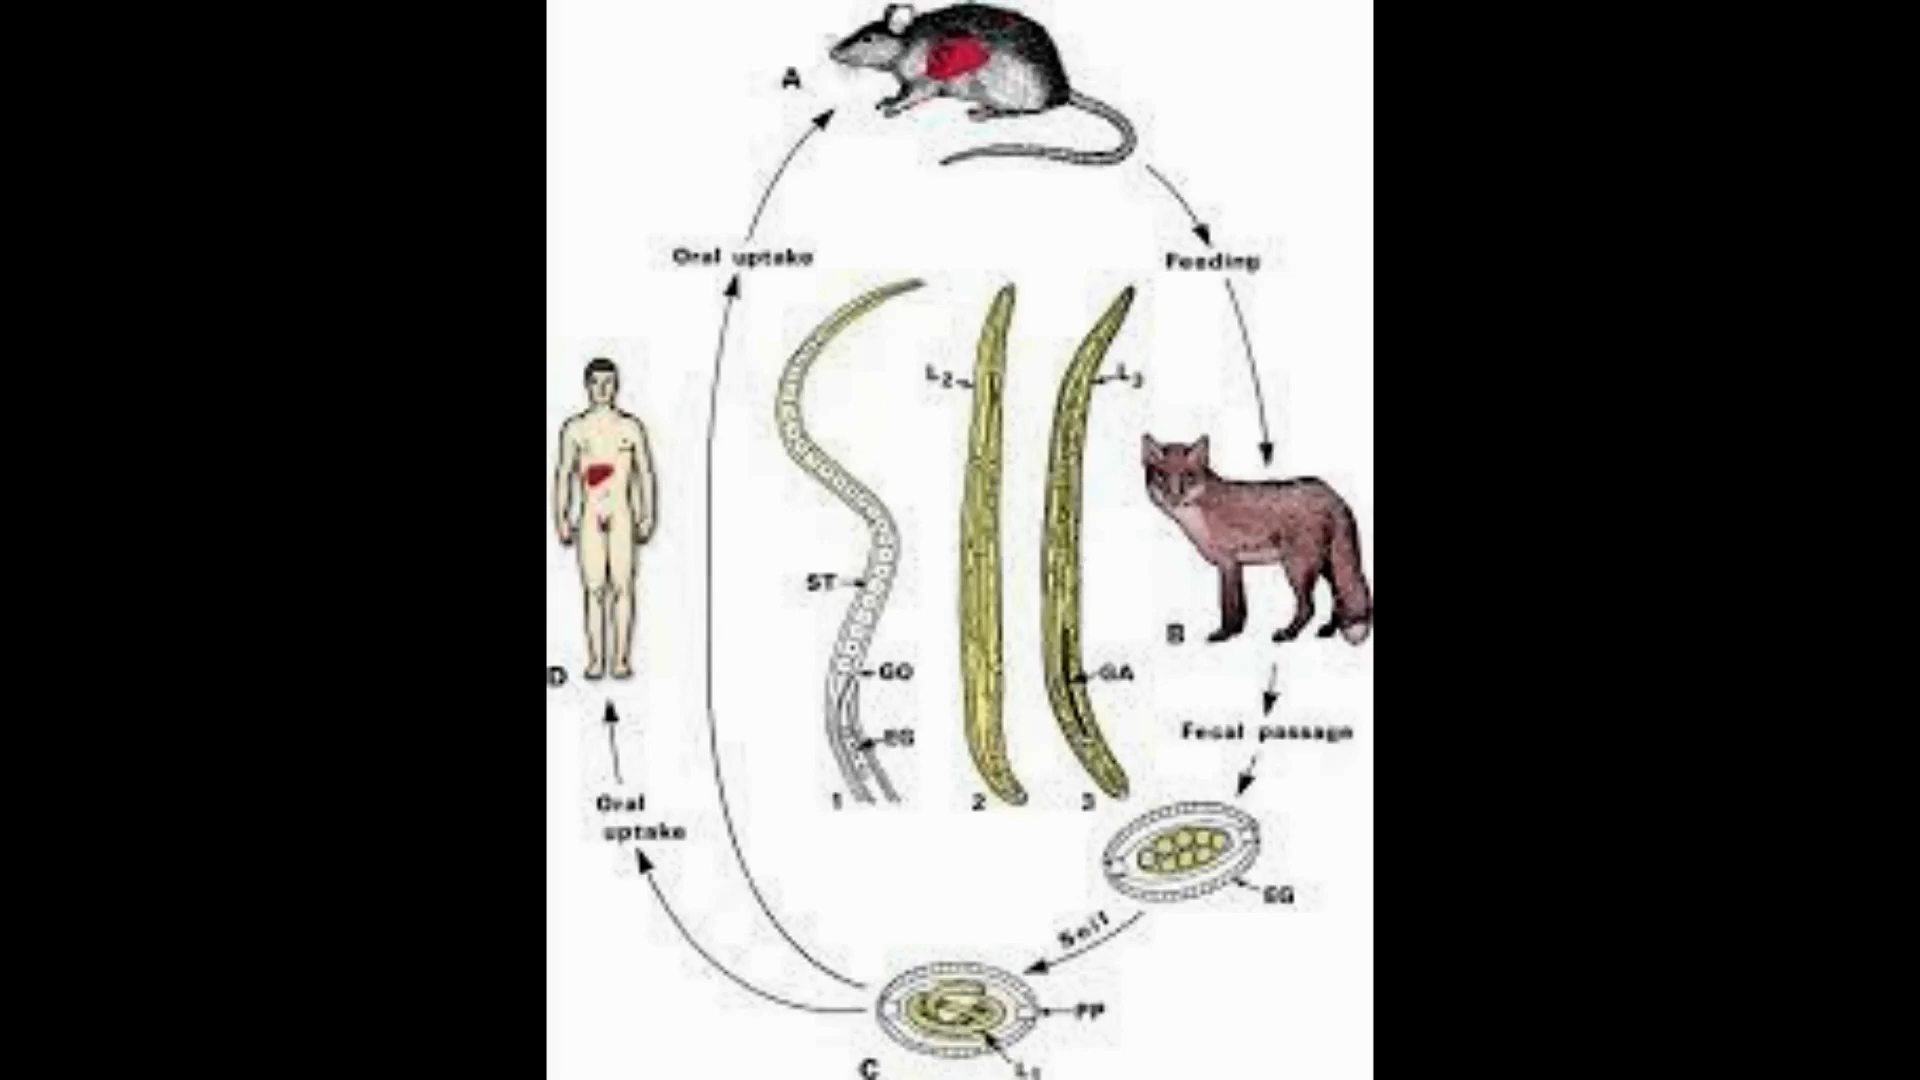 A
Oral uptake
Feeding
L2
L3
ST
B
GO
GA
D
EG
Fecal passage
1
2
3
Oral
uptake
EG
Soil
PP
C
L1